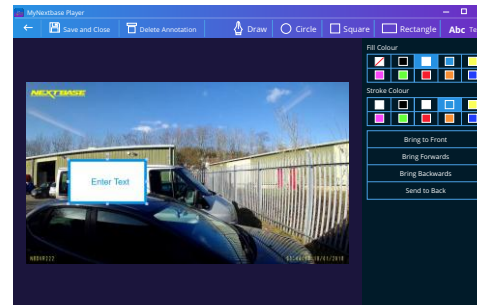 MyNextbase Player
Save and Close
Delete Annotation
Draw
Circle
Square
Rectangle
Abc Te
Fill Colour
Stroke Colour
Bring to Front
Bring Forwards
Bring Backwards
Send to Back
NEXTBASE
Enter Text